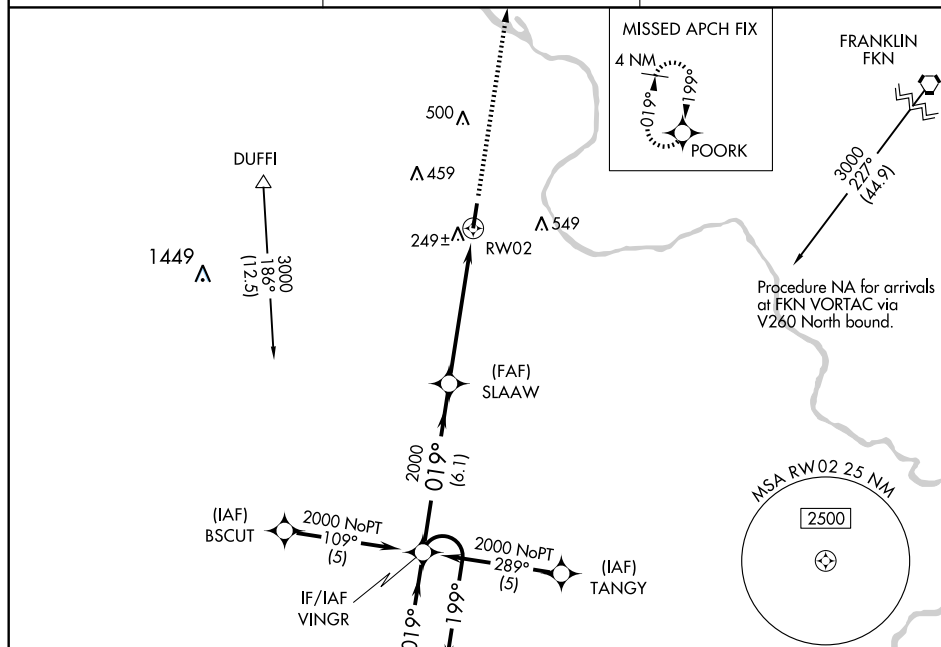 MISSED APCH FIX
4 NM
019°
199°
POORK
FRANKLIN
FKN
3000
227°
(44.9)
Procedure NA for arrivals
at FKN VORTAC via
V260 North bound.
500
459
249±
549
RW02
DUFFI
1449
3000
186°
(12.5)
(FAF)
SLAAW
2000
019°
(6.1)
(IAF)
BSCUT
2000 NoPT
109°
(5)
2000 NoPT
289°
(5)
(IAF)
TANGY
IF/IAF
VINGR
019°
199°
MSA RW02 25 NM
2500